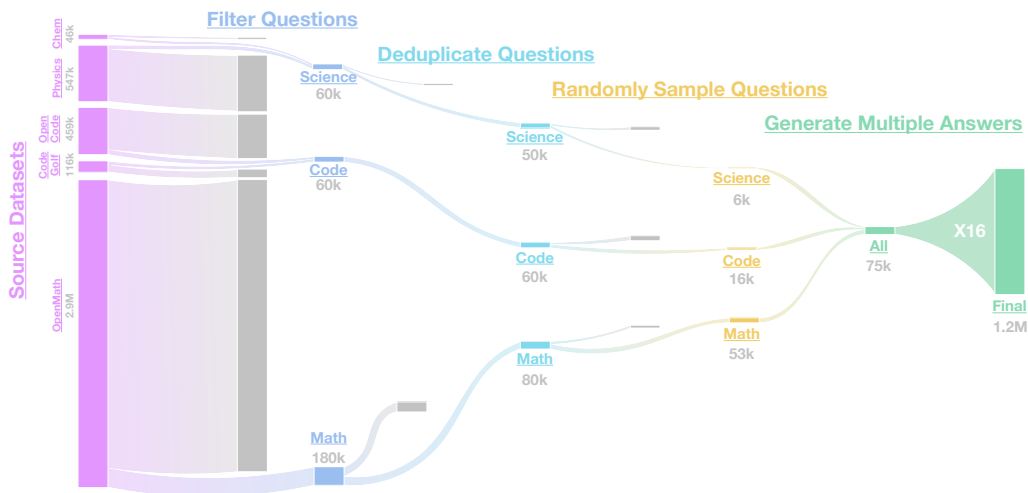 Filter Questions
Deduplicate Questions
Randomly Sample Questions
Generate Multiple Answers
Source Datasets
Chem
46k
Physics
547k
Open
Code
459k
Code
Golf
116k
OpenMath
2.9M
Science
60k
Code
60k
Math
180k
Science
50k
Code
60k
Math
80k
Science
6k
Code
16k
Math
53k
All
75k
X16
Final
1.2M